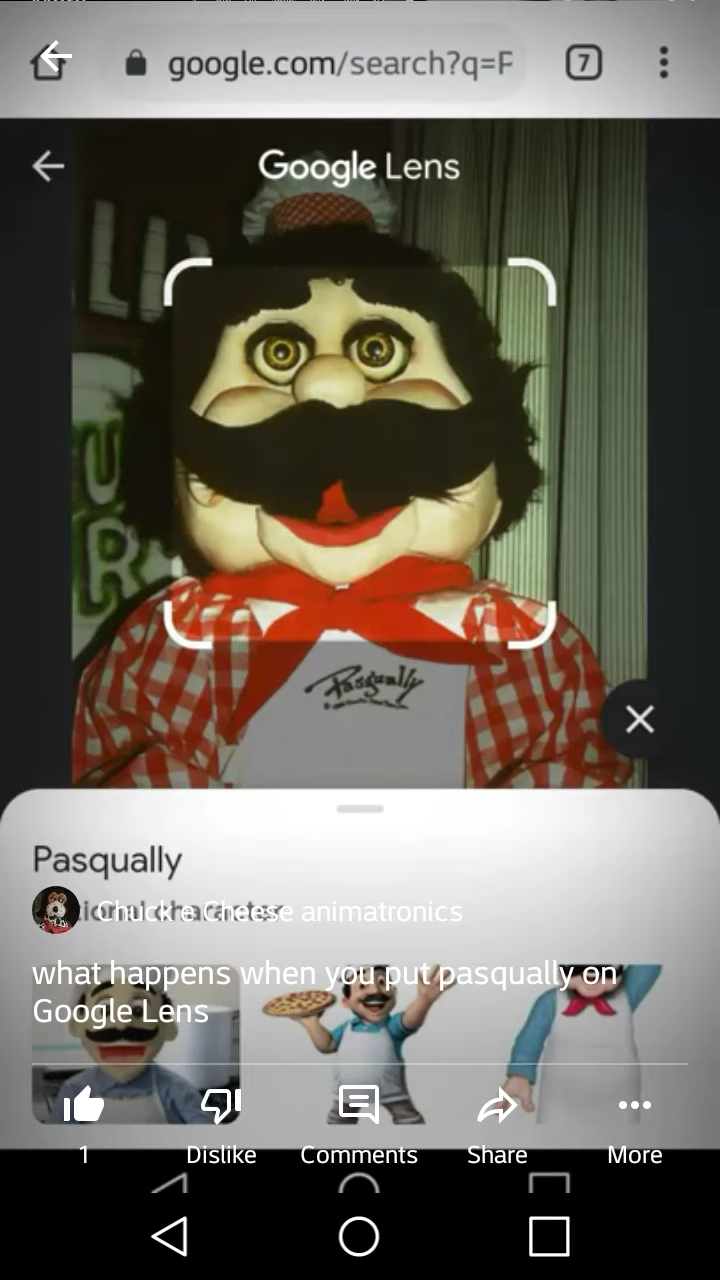 google.com/search?q=P
7
Google Lens
U
R
Pasqually
Pasqually
Chuck e Cheese animatronics
what happens when you put pasqually on
Google Lens
1
Dislike
Comments
Share
More